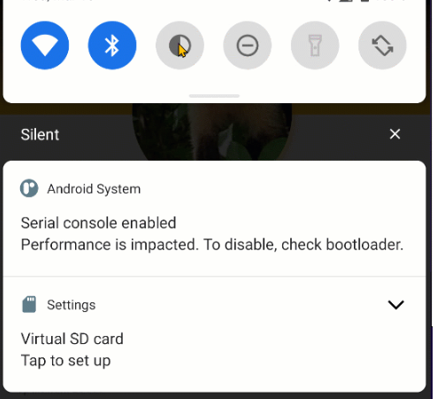 Silent
Android System
Serial console enabled
Performance is impacted. To disable, check bootloader.
Settings
Virtual SD card
Tap to set up